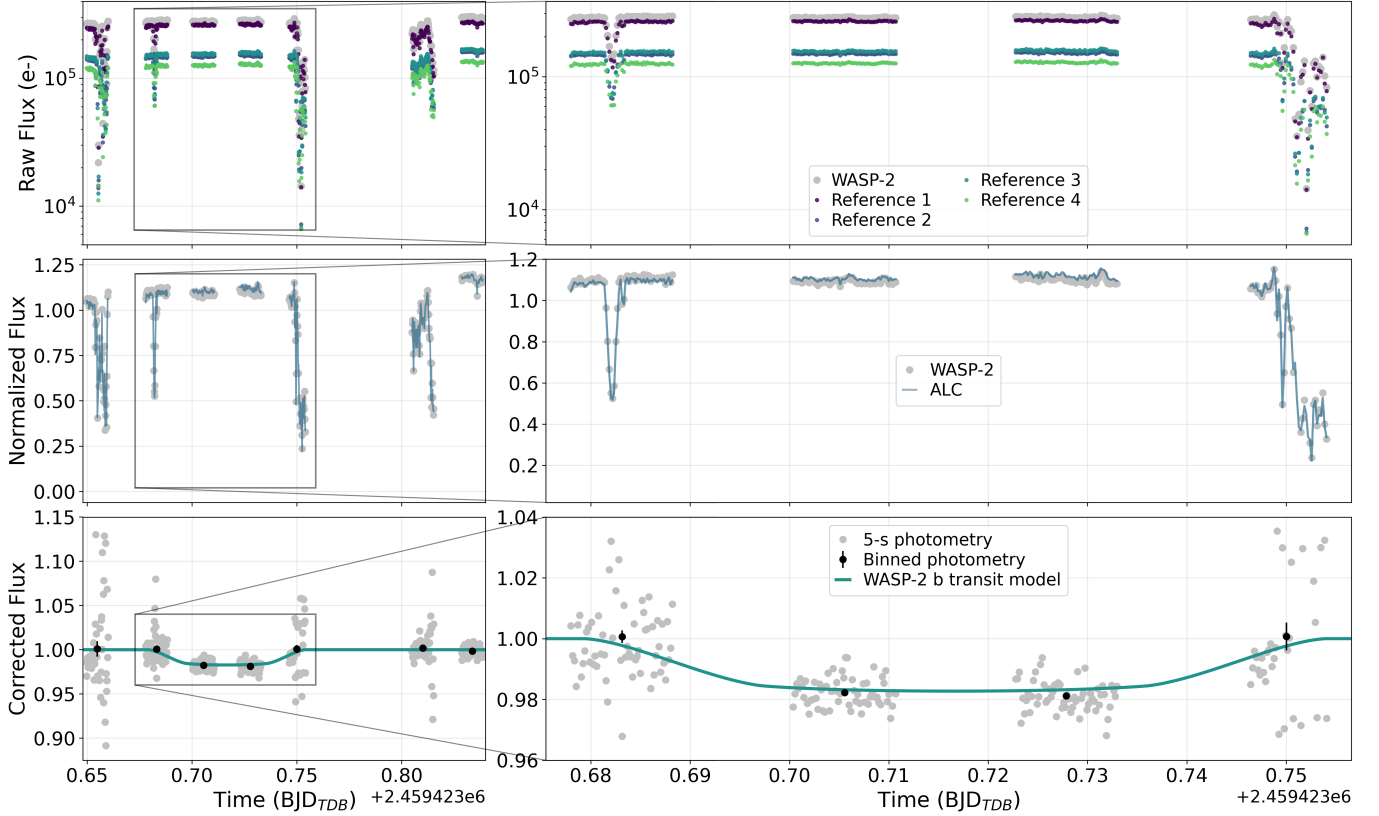 Raw Flux (e-)
10^5
10^4
10^5
10^4
WASP-2
Reference 1
Reference 2
Reference 3
Reference 4
Normalized Flux
1.25
1.00
0.75
0.50
0.25
0.00
1.2
1.0
0.8
0.6
0.4
0.2
WASP-2
ALC
Corrected Flux
1.15
1.10
1.05
1.00
0.95
0.90
1.04
1.02
1.00
0.98
0.96
5-s photometry
Binned photometry
WASP-2 b transit model
0.65 0.70 0.75 0.80
Time (BJD_TDB) +2.459423e6
0.68 0.69 0.70 0.71 0.72 0.73 0.74 0.75
Time (BJD_TDB) +2.459423e6